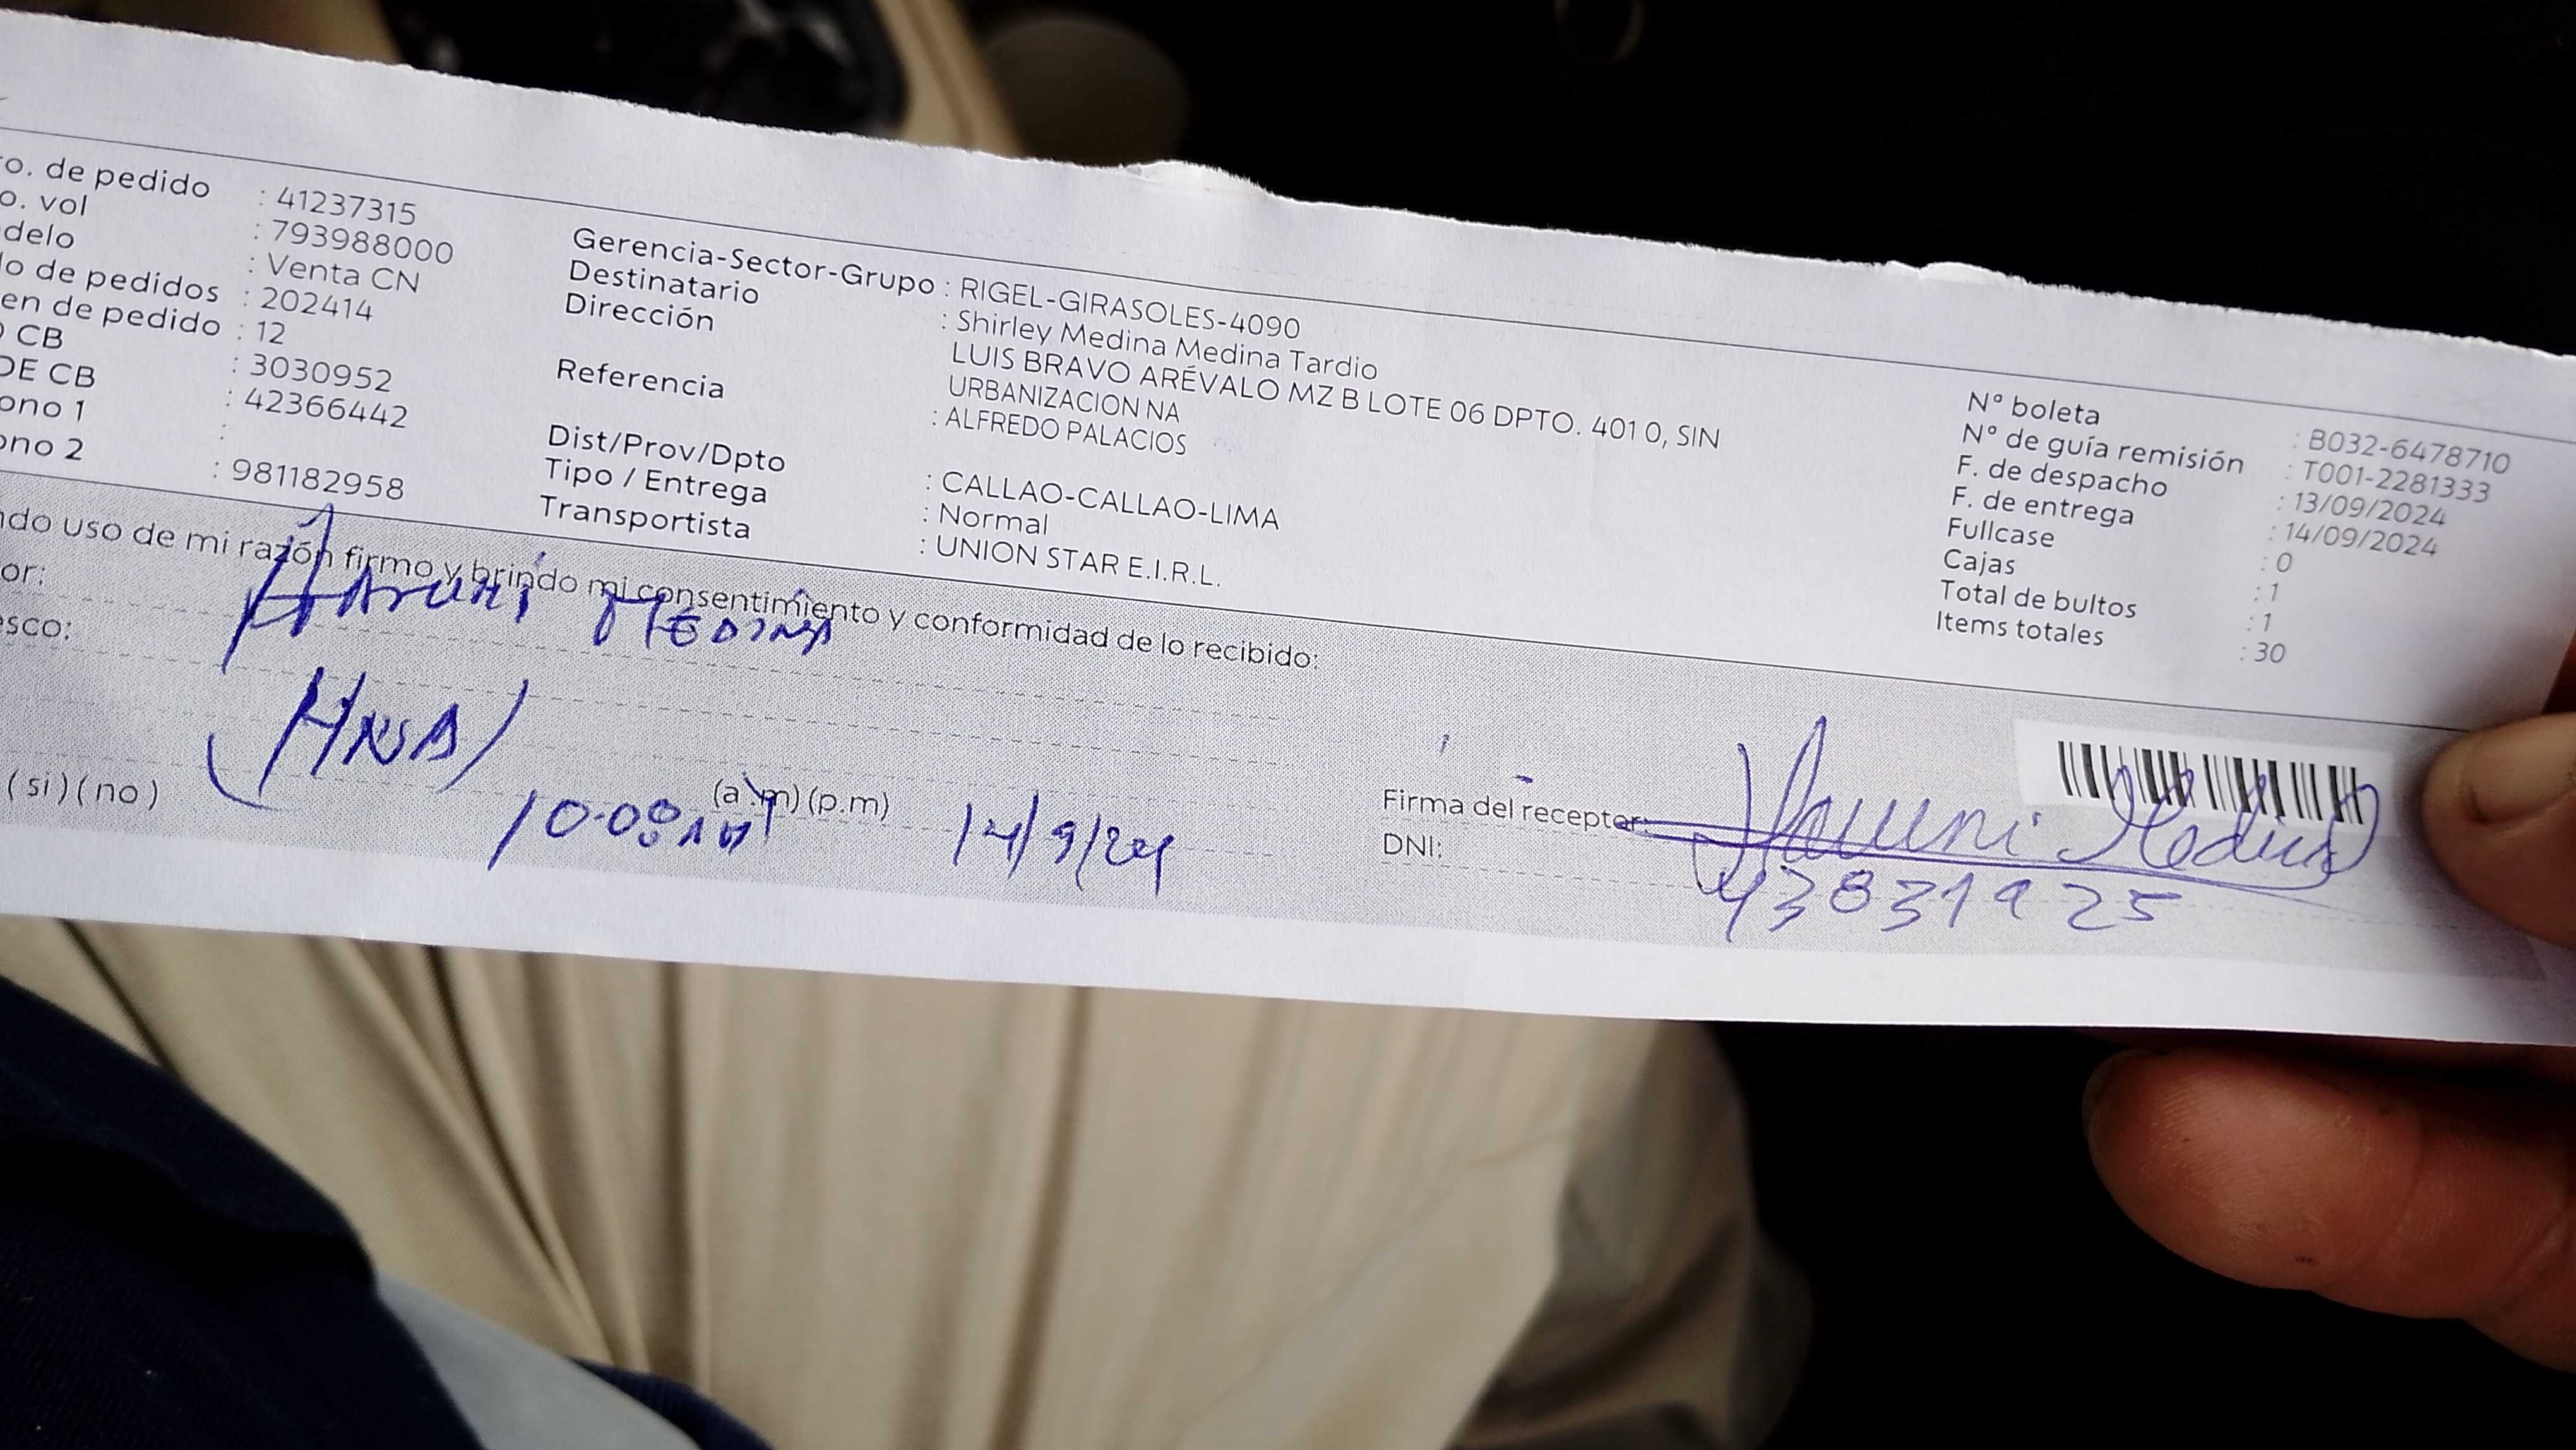 o. de pedido : 41237315
o. vol : 793988000
delo : Venta CN
o de pedidos : 202414
en de pedido : 12
CB : 3030952
DE CB : 42366442
ono 1 :
ono 2 : 981182958
Gerencia-Sector-Grupo : RIGEL-GIRASOLES-4090
Destinatario : Shirley Medina Medina Tardio
Dirección LUIS BRAVO ARÉVALO MZ B LOTE 06 DPTO. 401 0, SIN
URBANIZACION NA
Referencia : ALFREDO PALACIOS
Dist/Prov/Dpto : CALLAO-CALLAO-LIMA
Tipo / Entrega : Normal
Transportista : UNION STAR E.I.R.L.
N° boleta : B032-6478710
N° de guía remisión : T001-2281333
F. de despacho : 13/09/2024
F. de entrega : 14/09/2024
Fullcase : 0
Cajas : 1
Total de bultos : 1
Items totales : 30
ndo uso de mi razón firmo y brindo mi consentimiento y conformidad de lo recibido:
or: MEDINA
esco: HNA
(si) (no) 10:08 AM (a.m) (p.m) 14/9/24
Firma del receptor: Medina
DNI: 43831925